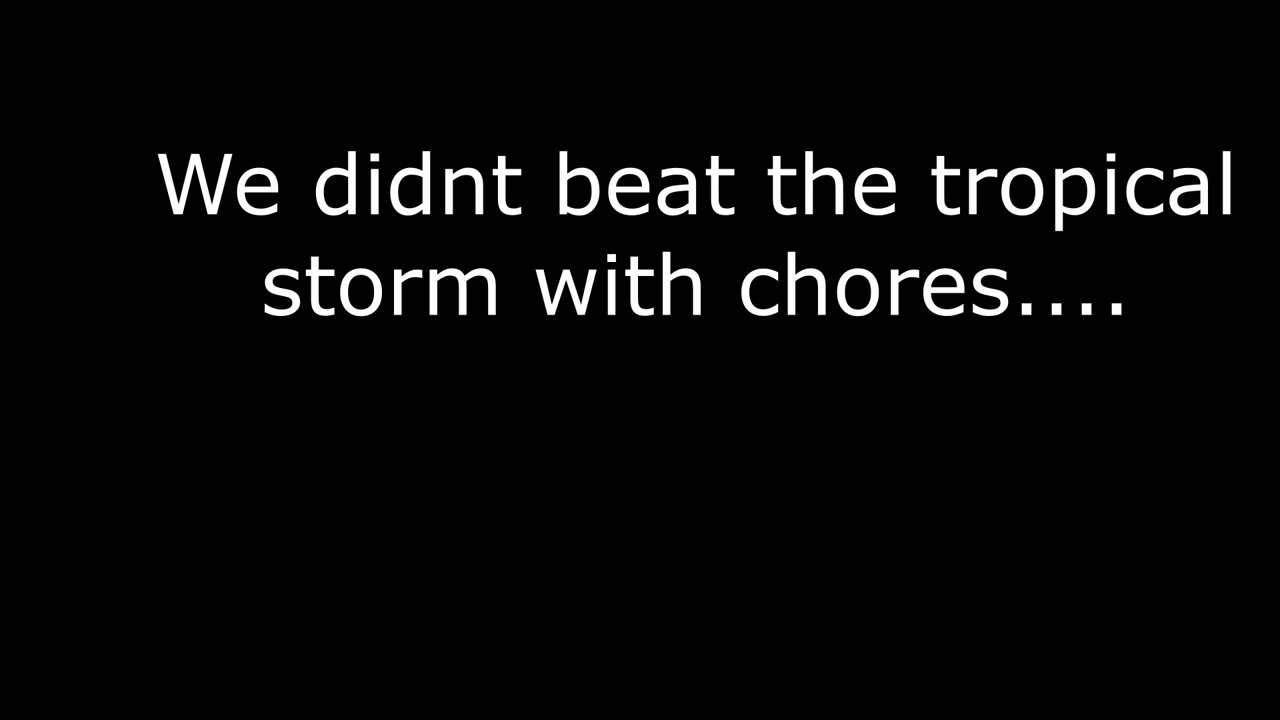 We didnt beat the tropical
storm with chores....